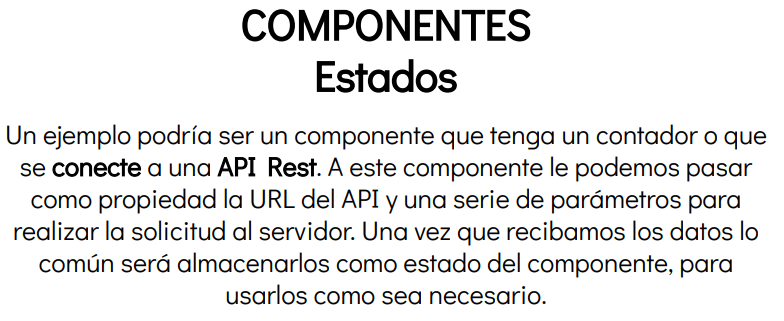 COMPONENTES
Estados
Un ejemplo podría ser un componente que tenga un contador o que
se conecte a una API Rest. A este componente le podemos pasar
como propiedad la URL del API y una serie de parámetros para
realizar la solicitud al servidor. Una vez que recibamos los datos lo
común será almacenarlos como estado del componente, para
usarlos como sea necesario.